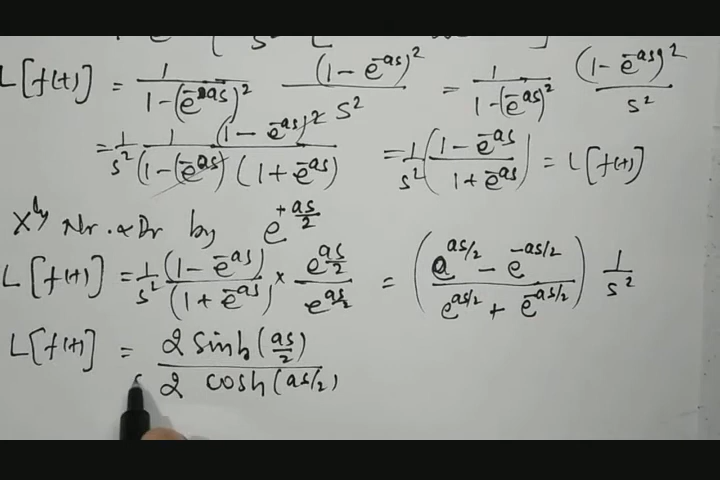 L[f(t)] = 1/(1-(e^-2as)^2) (1-e^-as)^2/s^2 = 1/(1-(e^-as)^2) (1-e^-as)^2/s^2
= 1/s^2 1/(1-(e^-as)) (1-e^-as)^2/(1+e^-as) = 1/s^2 (1-e^-as/1+e^-as) = L[f(t)]
X^ly Nr. & Dr by e^+as/2
L[f(t)] = 1/s^2 (1-e^-as)/(1+e^-as) × e^as/2/e^as/2 = (e^as/2 - e^-as/2/e^as/2 + e^-as/2) 1/s^2
L[f(t)] = 2 sinh(as/2)/2 cosh(as/2)